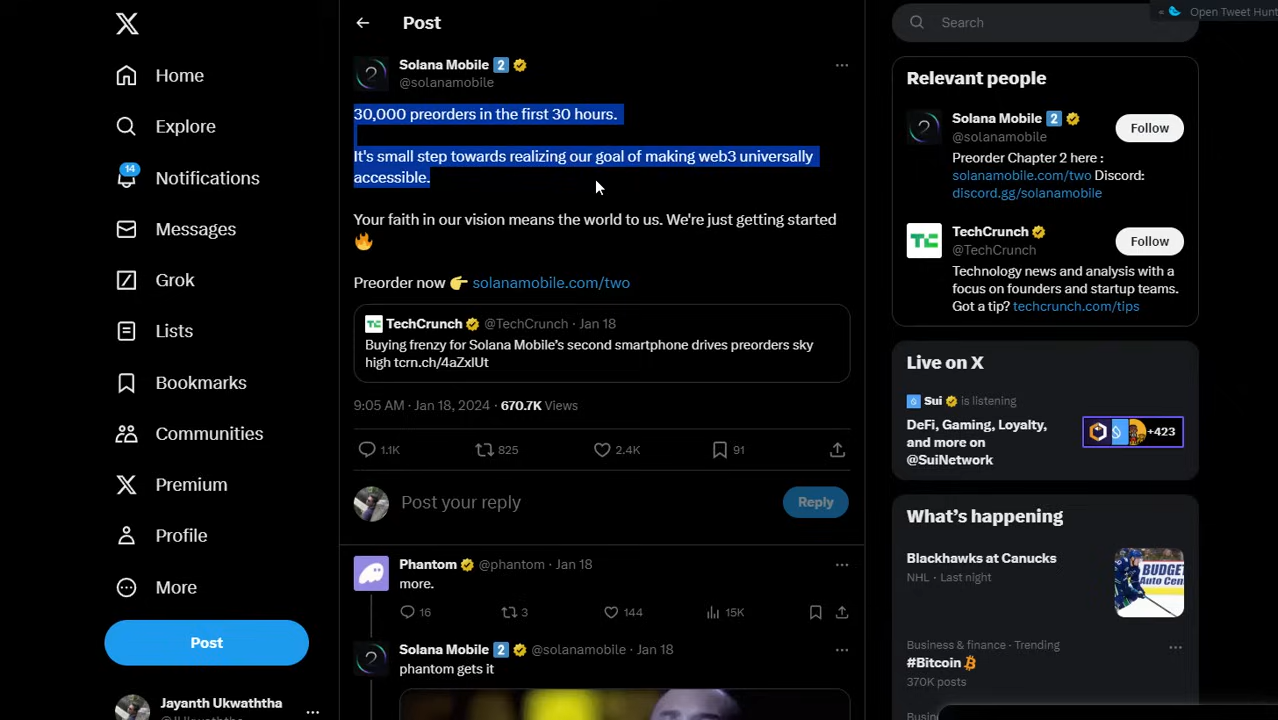 Open Tweet Hunt
Post
Search
Home
Explore
14
Notifications
Messages
Grok
Lists
Bookmarks
Communities
Premium
Profile
More
Post
Jayanth Ukwaththa
Solana Mobile 2
@solanamobile
30,000 preorders in the first 30 hours.
It's small step towards realizing our goal of making web3 universally
accessible.
Your faith in our vision means the world to us. We're just getting started
🔥
Preorder now 👉 solanamobile.com/two
TechCrunch @TechCrunch · Jan 18
Buying frenzy for Solana Mobile's second smartphone drives preorders sky
high tcrn.ch/4aZxlUt
9:05 AM · Jan 18, 2024 · 670.7K Views
1.1K 825 2.4K 91
Post your reply
Reply
Phantom @phantom · Jan 18
more.
16 3 144 15K
Solana Mobile 2 @solanamobile · Jan 18
phantom gets it
Relevant people
Solana Mobile 2
@solanamobile
Follow
Preorder Chapter 2 here :
solanamobile.com/two Discord:
discord.gg/solanamobile
TC
TechCrunch
@TechCrunch
Follow
Technology news and analysis with a
focus on founders and startup teams.
Got a tip? techcrunch.com/tips
Live on X
Sui is listening
DeFi, Gaming, Loyalty,
and more on
@SuiNetwork
+423
What's happening
Blackhawks at Canucks
NHL · Last night
BUDGET
Business & finance · Trending
#Bitcoin
370K posts